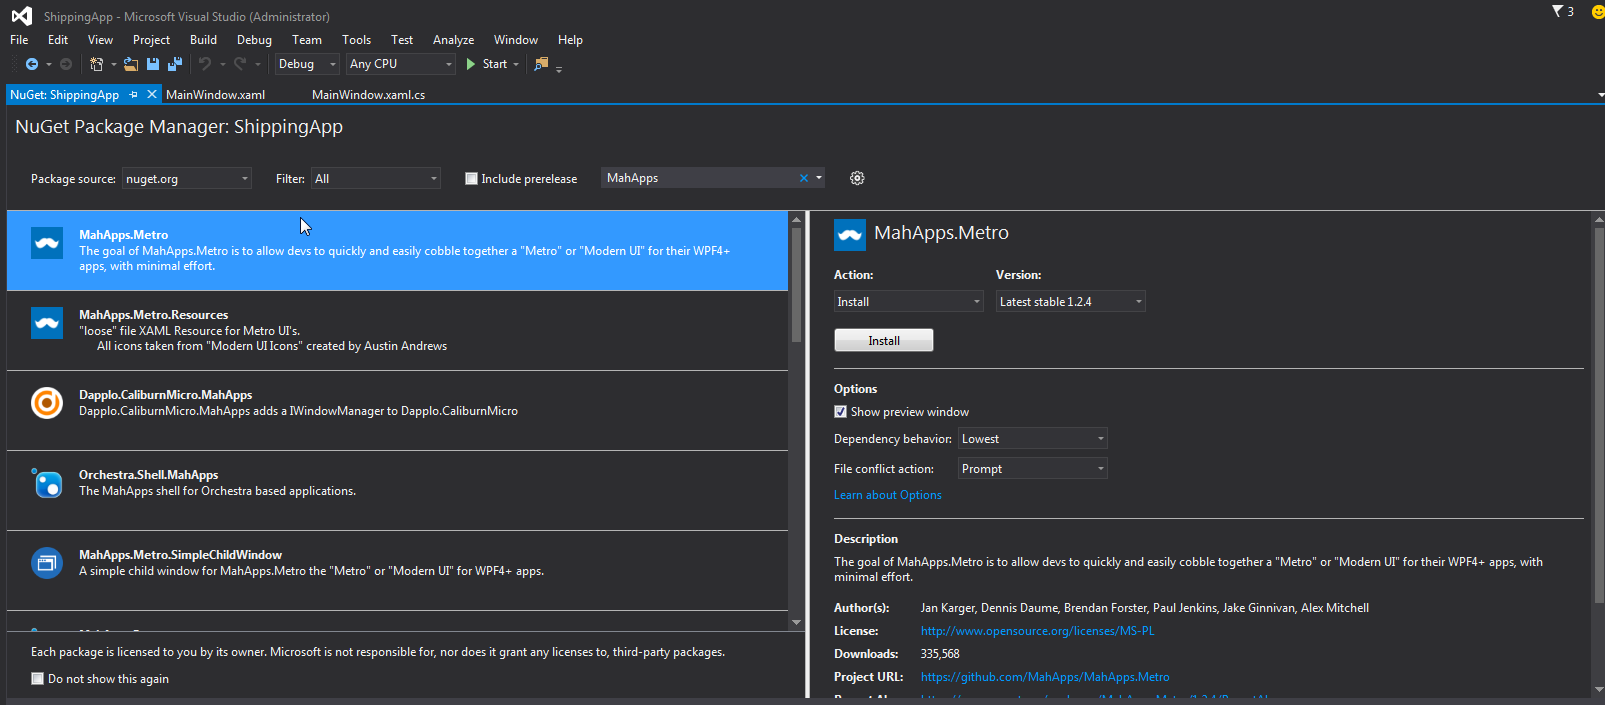 ShippingApp - Microsoft Visual Studio (Administrator)
3
File Edit View Project Build Debug Team Tools Test Analyze Window Help
Debug Any CPU Start
NuGet: ShippingApp MainWindow.xaml MainWindow.xaml.cs
NuGet Package Manager: ShippingApp
Package source: nuget.org Filter: All Include prerelease MahApps
MahApps.Metro
The goal of MahApps.Metro is to allow devs to quickly and easily cobble together a "Metro" or "Modern UI" for their WPF4+
apps, with minimal effort.
MahApps.Metro.Resources
"loose" file XAML Resource for Metro UI's.
All icons taken from "Modern UI Icons" created by Austin Andrews
Dapplo.CaliburnMicro.MahApps
Dapplo.CaliburnMicro.MahApps adds a IWindowManager to Dapplo.CaliburnMicro
Orchestra.Shell.MahApps
The MahApps shell for Orchestra based applications.
MahApps.Metro.SimpleChildWindow
A simple child window for MahApps.Metro the "Metro" or "Modern UI" for WPF4+ apps.
Each package is licensed to you by its owner. Microsoft is not responsible for, nor does it grant any licenses to, third-party packages.
Do not show this again
MahApps.Metro
Action: Version:
Install Latest stable 1.2.4
Install
Options
Show preview window
Dependency behavior: Lowest
File conflict action: Prompt
Learn about Options
Description
The goal of MahApps.Metro is to allow devs to quickly and easily cobble together a "Metro" or "Modern UI" for their WPF4+ apps, with
minimal effort.
Author(s): Jan Karger, Dennis Daume, Brendan Forster, Paul Jenkins, Jake Ginnivan, Alex Mitchell
License: http://www.opensource.org/licenses/MS-PL
Downloads: 335,568
Project URL: https://github.com/MahApps/MahApps.Metro